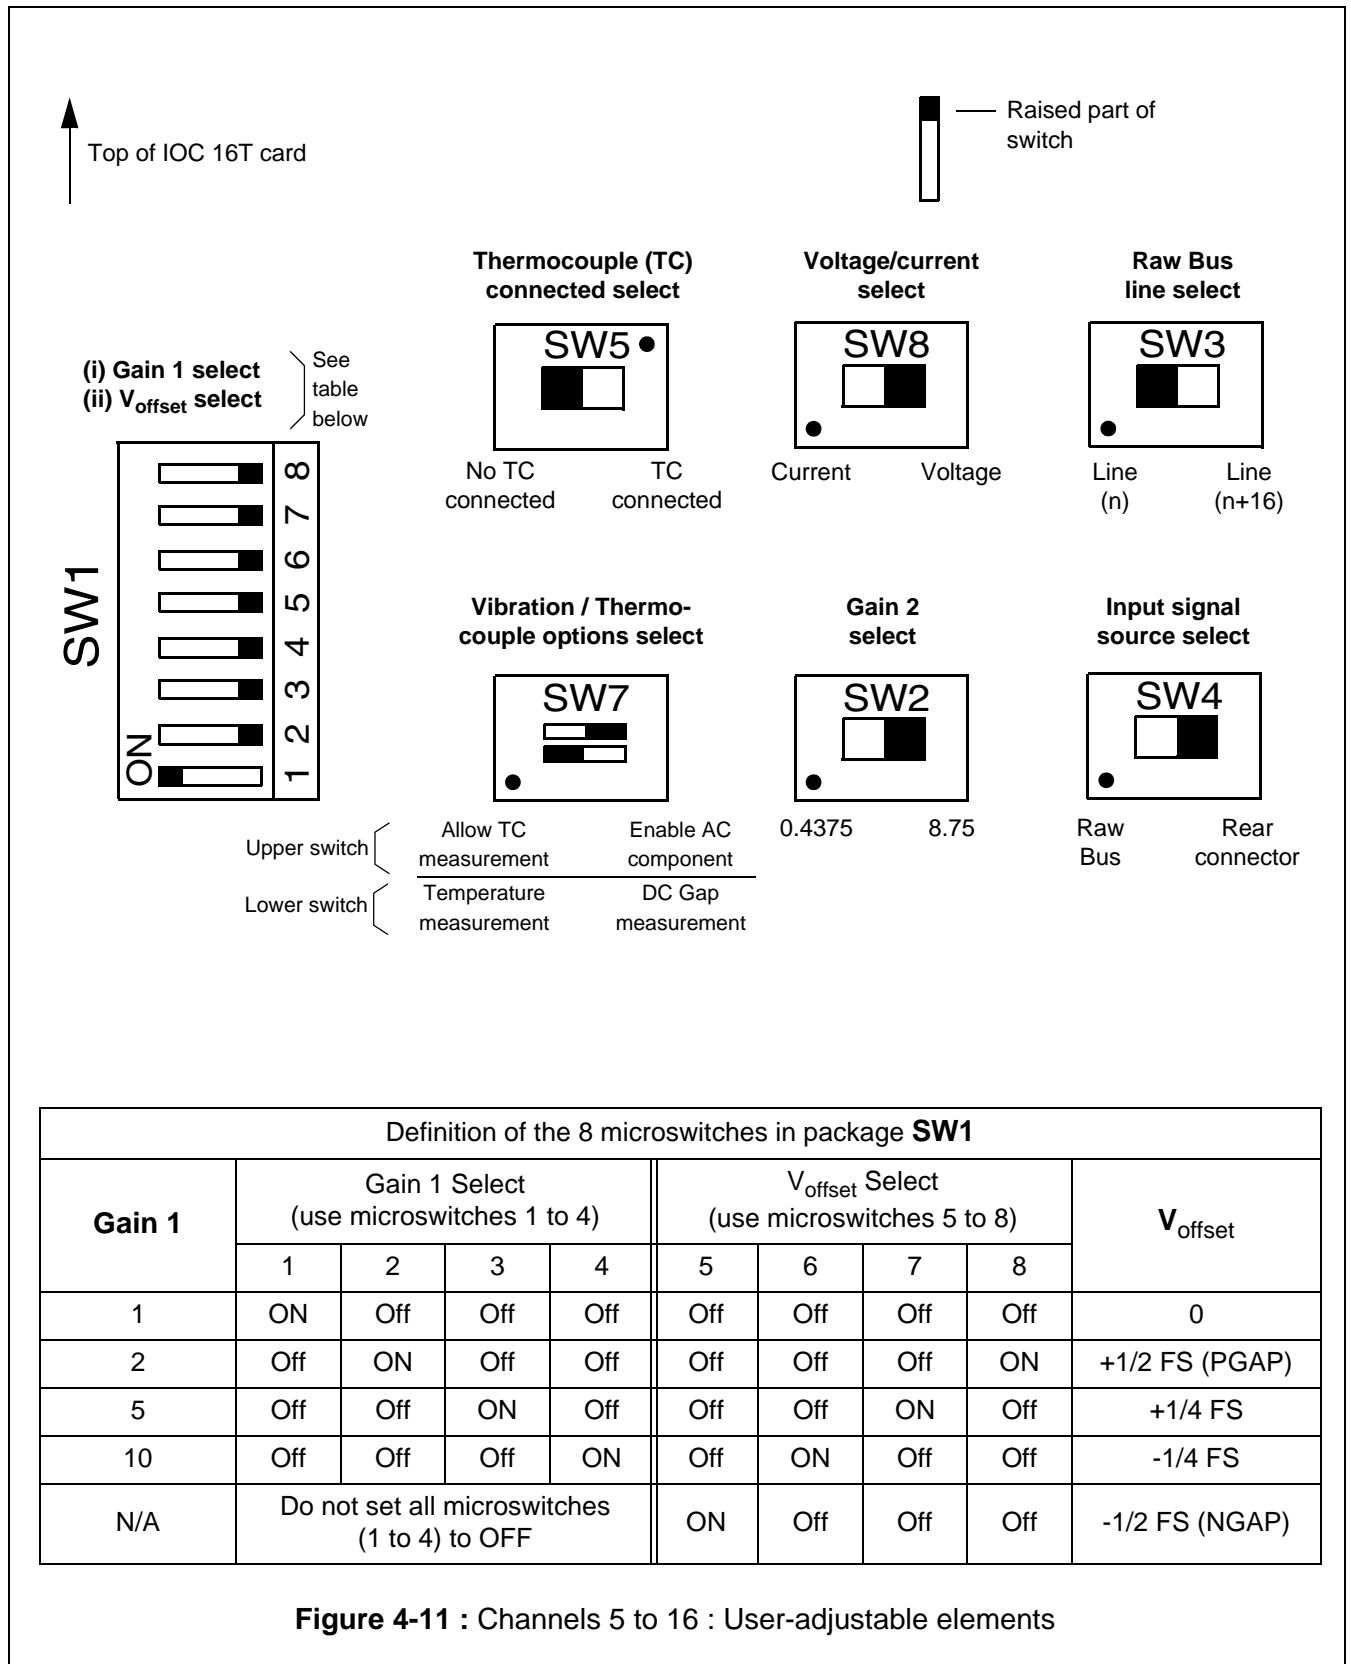 Top of IOC 16T card
Raised part of
switch
Thermocouple (TC)
connected select
Voltage/current
select
Raw Bus
line select
(i) Gain 1 select
(ii) Voffset select
See
table
below
SW5
No TC
connected
TC
connected
SW8
Current
Voltage
SW3
Line
(n)
Line
(n+16)
SW1
ON
8
7
6
5
4
3
2
1
Vibration / Thermo-
couple options select
Gain 2
select
Input signal
source select
SW7
SW2
SW4
Upper switch
Allow TC
measurement
Enable AC
component
Lower switch
Temperature
measurement
DC Gap
measurement
0.4375
8.75
Raw
Bus
Rear
connector
Definition of the 8 microswitches in package SW1
Gain 1
Gain 1 Select
(use microswitches 1 to 4)
Voffset Select
(use microswitches 5 to 8)
Voffset
1 2 3 4 5 6 7 8
1 ON Off Off Off Off Off Off Off 0
2 Off ON Off Off Off Off Off ON +1/2 FS (PGAP)
5 Off Off ON Off Off Off ON Off +1/4 FS
10 Off Off Off ON Off ON Off Off -1/4 FS
N/A Do not set all microswitches
(1 to 4) to OFF
ON Off Off Off -1/2 FS (NGAP)
Figure 4-11 : Channels 5 to 16 : User-adjustable elements